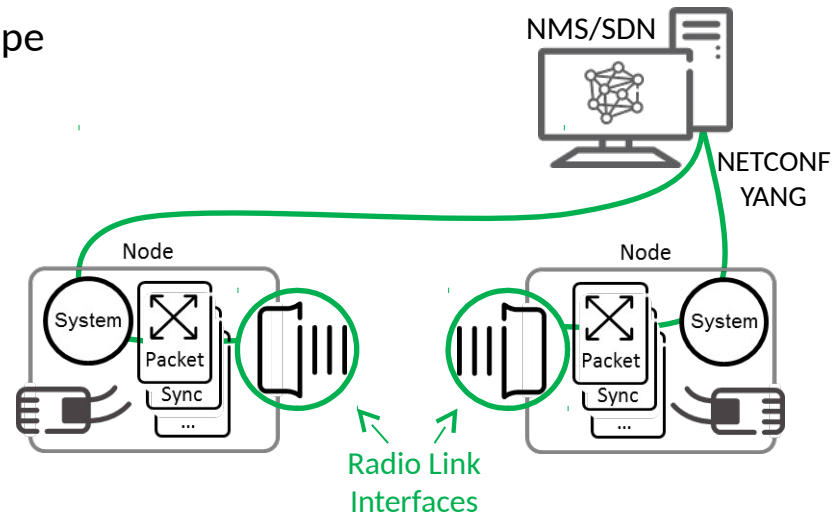 pe
NMS/SDN
NETCONF
YANG
Node
Node
System
Packet
Sync
...
System
Packet
Sync
...
Radio Link
Interfaces